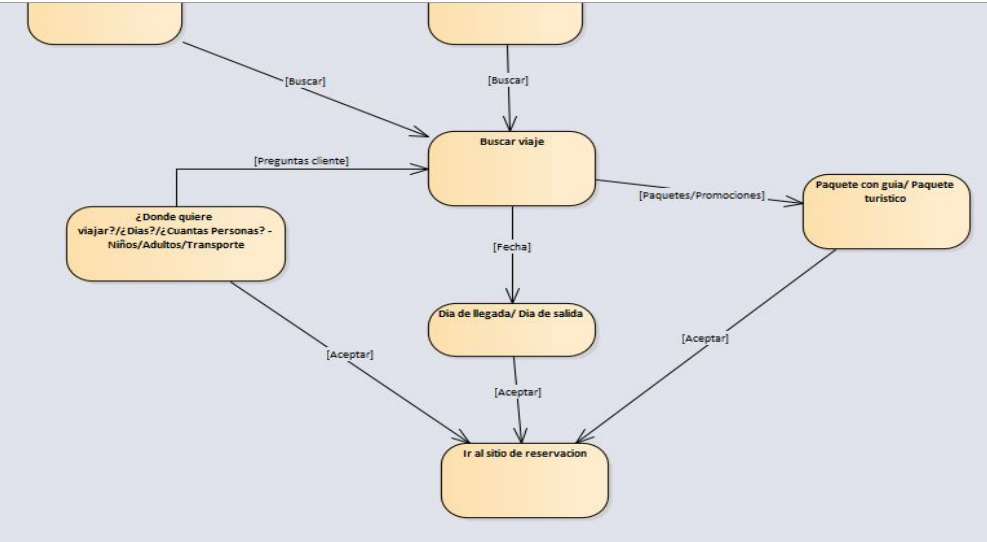 [Buscar]
[Buscar]
Buscar viaje
[Preguntas cliente]
[Paquetes/Promociones]
Paquete con guia/ Paquete
turistico
¿Donde quiere
viajar?/¿Dias?/¿Cuantas Personas? -
Niños/Adultos/Transporte
[Fecha]
Dia de llegada/ Dia de salida
[Aceptar]
[Aceptar]
[Aceptar]
Ir al sitio de reservacion